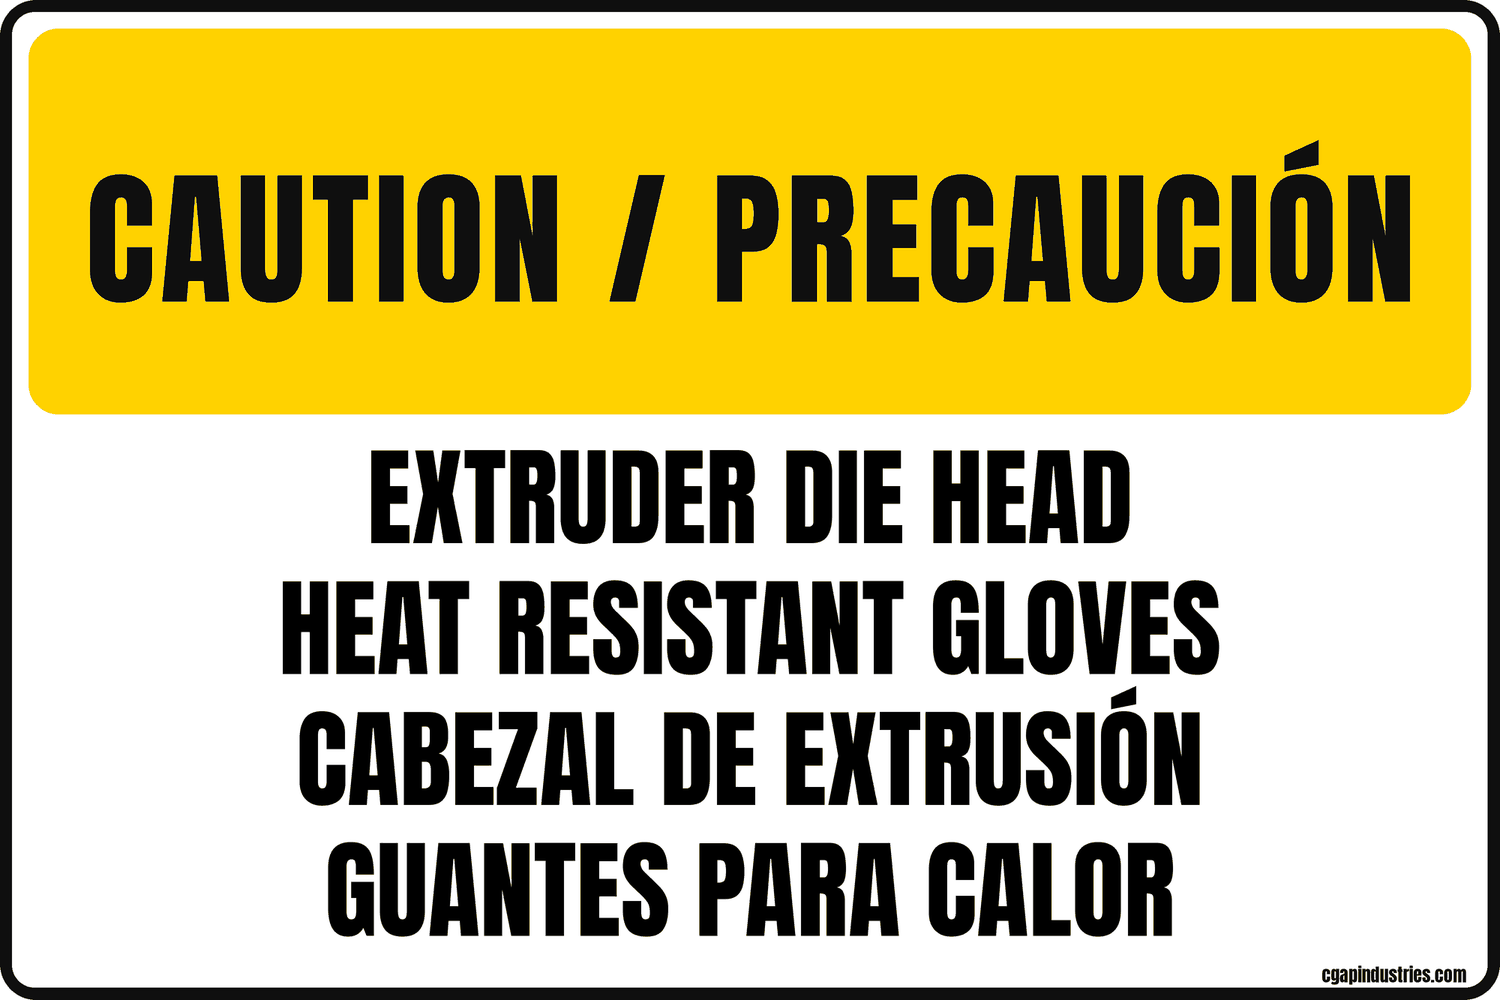 CAUTION / PRECAUCIÓN
EXTRUDER DIE HEAD
HEAT RESISTANT GLOVES
CABEZAL DE EXTRUSIÓN
GUANTES PARA CALOR
cgapindustries.com